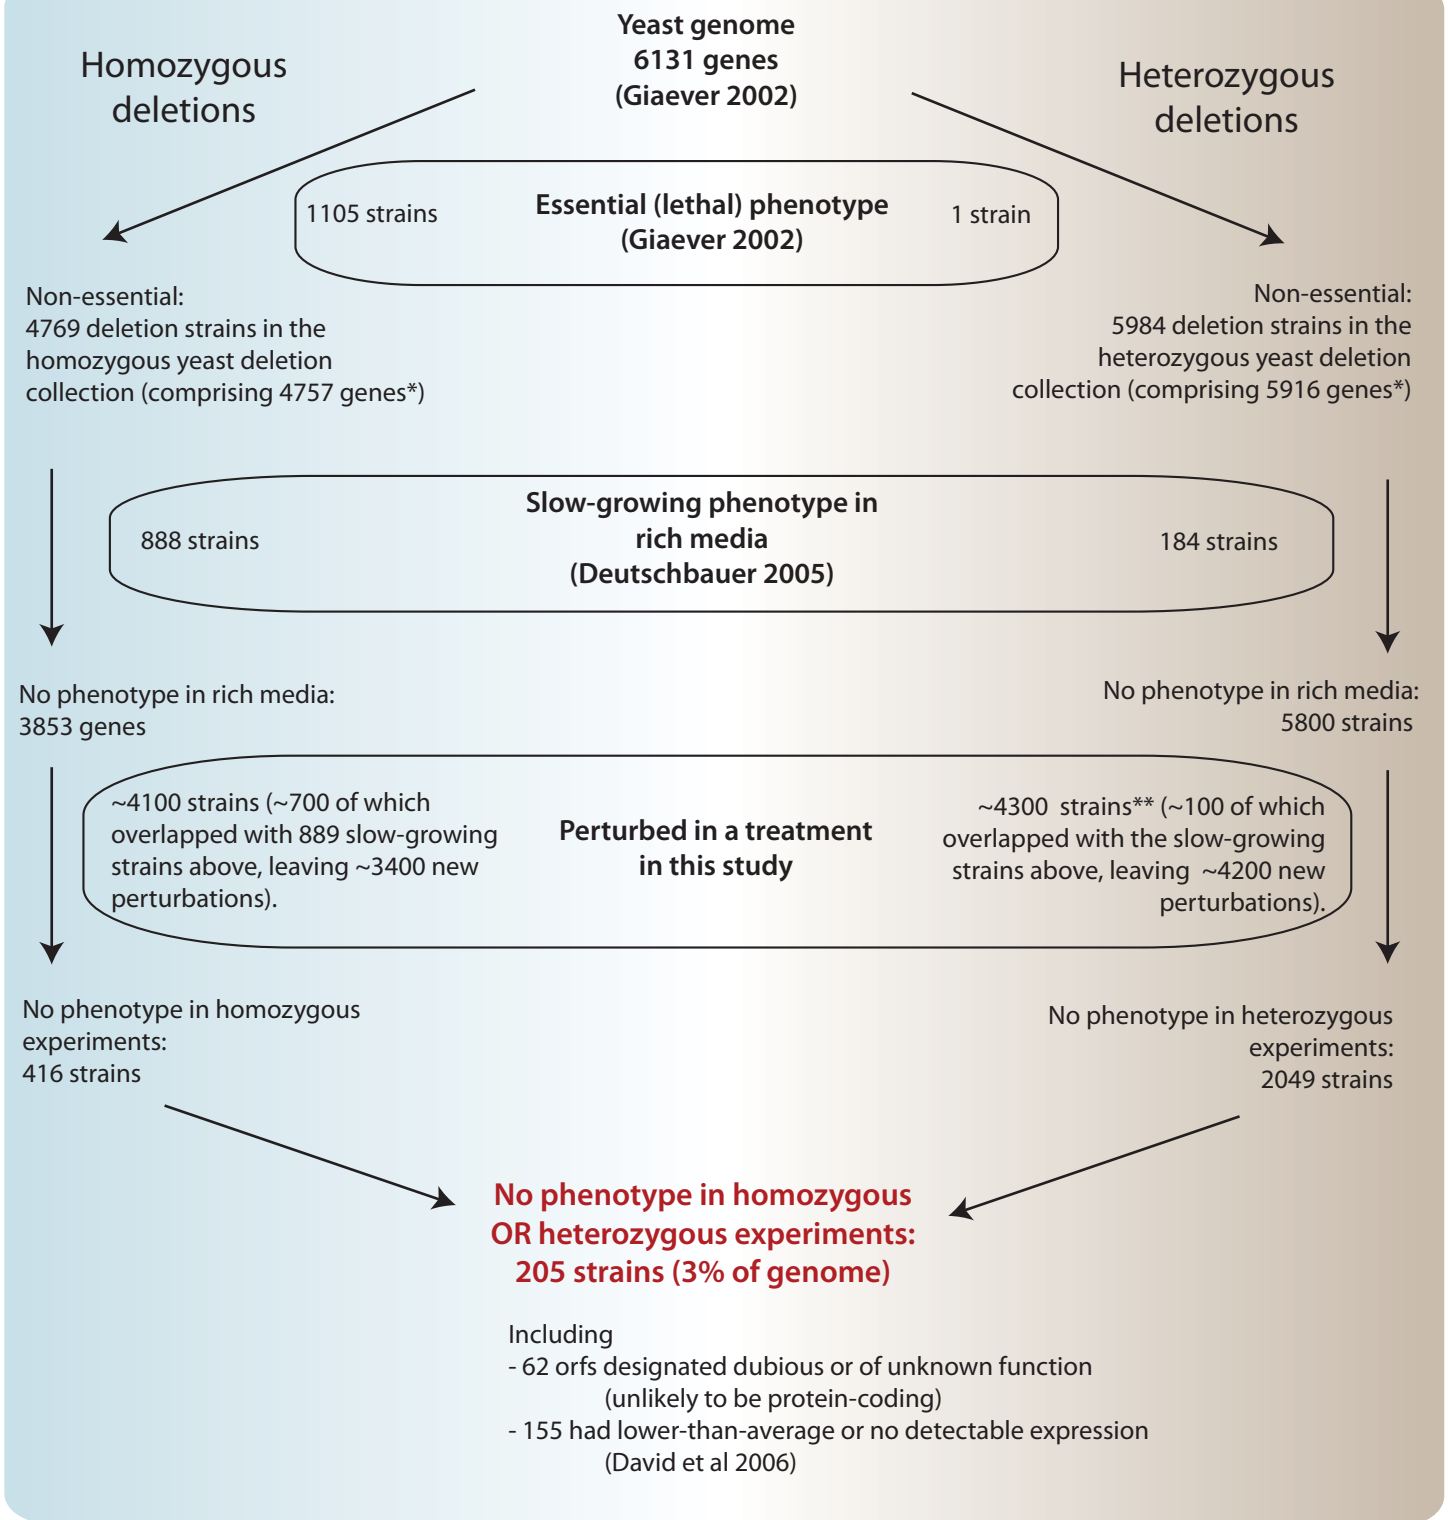 Yeast genome
6131 genes
(Giaever 2002)
Homozygous
deletions
Heterozygous
deletions
1105 strains
Essential (lethal) phenotype
(Giaever 2002)
1 strain
Non-essential:
4769 deletion strains in the
homozygous yeast deletion
collection (comprising 4757 genes*)
Non-essential:
5984 deletion strains in the
heterozygous yeast deletion
collection (comprising 5916 genes*)
888 strains
Slow-growing phenotype in
rich media
(Deutschbauer 2005)
184 strains
No phenotype in rich media:
3853 genes
No phenotype in rich media:
5800 strains
~4100 strains (~700 of which
overlapped with 889 slow-growing
strains above, leaving ~3400 new
perturbations).
Perturbed in a treatment
in this study
~4300 strains** (~100 of which
overlapped with the slow-growing
strains above, leaving ~4200 new
perturbations).
No phenotype in homozygous
experiments:
416 strains
No phenotype in heterozygous
experiments:
2049 strains
No phenotype in homozygous
OR heterozygous experiments:
205 strains (3% of genome)
Including
- 62 orfs designated dubious or of unknown function
(unlikely to be protein-coding)
- 155 had lower-than-average or no detectable expression
(David et al 2006)